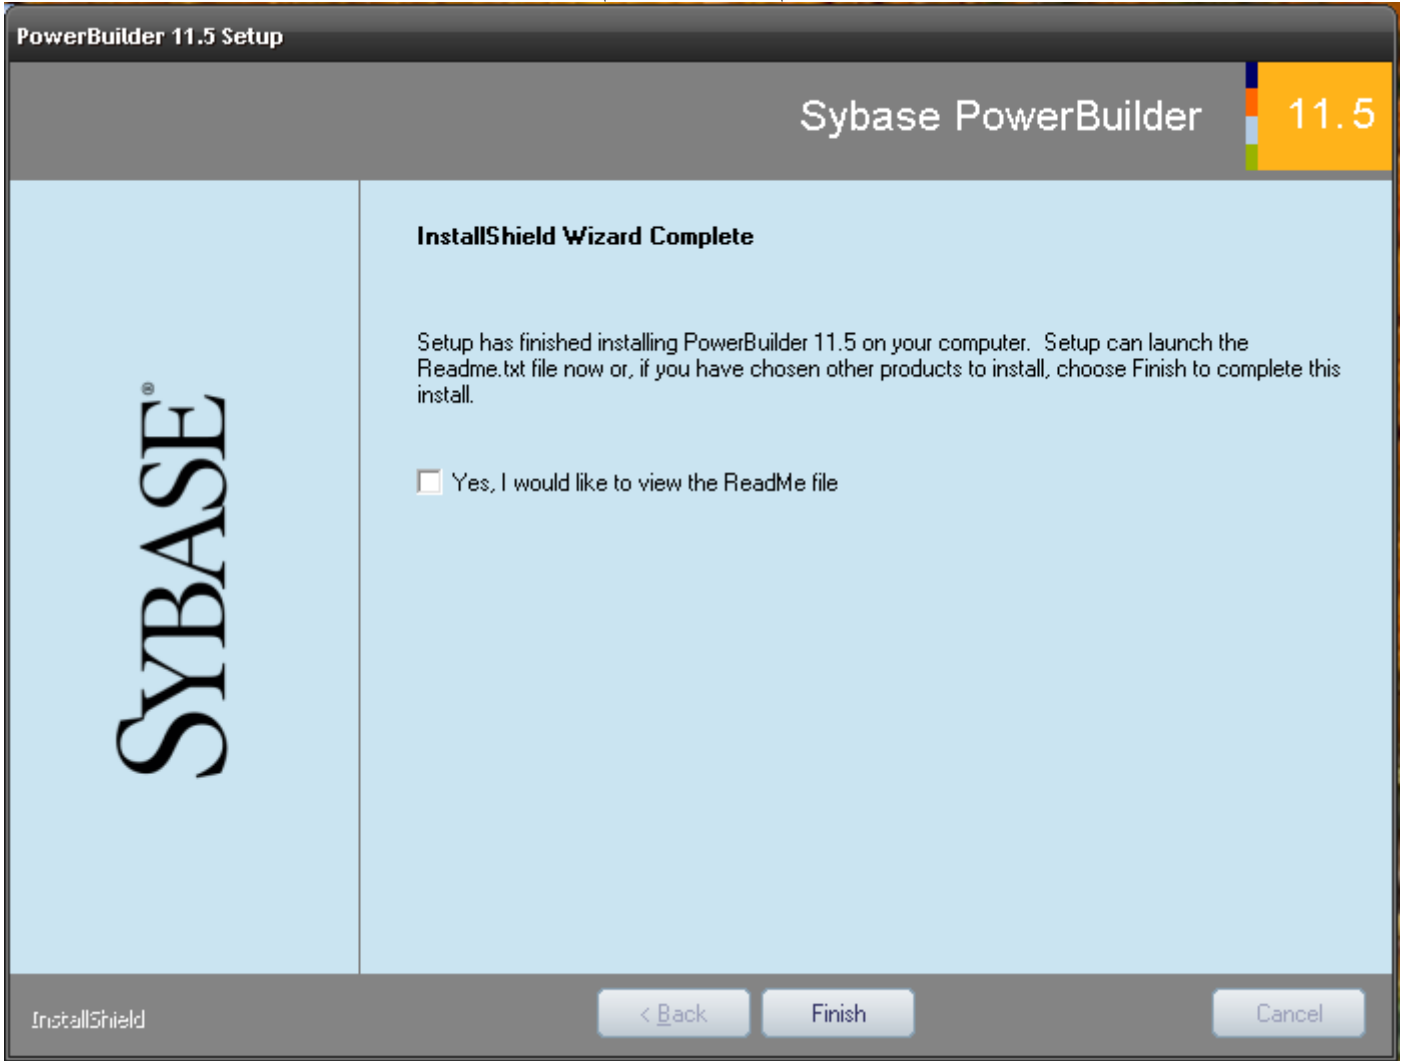 PowerBuilder 11.5 Setup
Sybase PowerBuilder 11.5
InstallShield Wizard Complete
Setup has finished installing PowerBuilder 11.5 on your computer.  Setup can launch the
Readme.txt file now or, if you have chosen other products to install, choose Finish to complete this
install.
Yes, I would like to view the ReadMe file
SYBASE®
InstallShield
< Back
Finish
Cancel